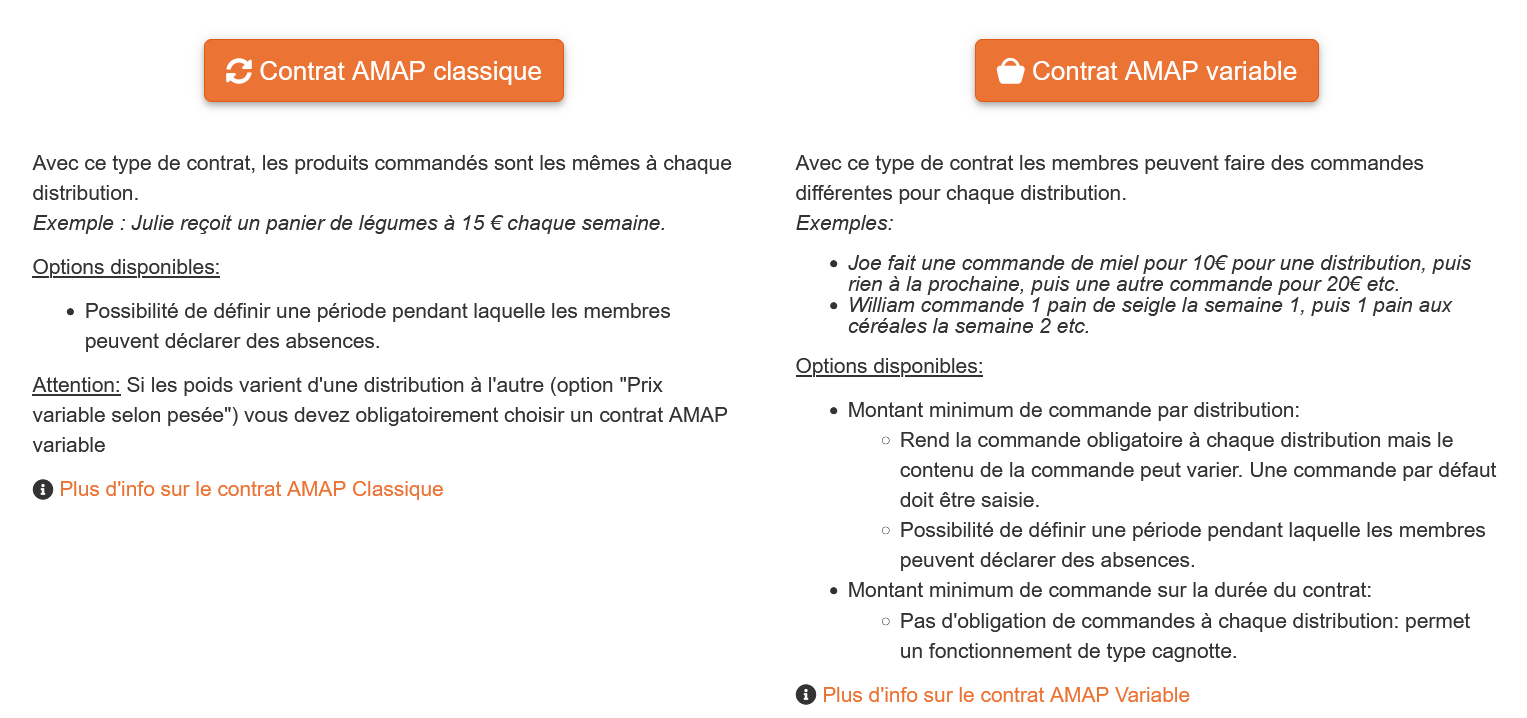 Contrat AMAP classique
Avec ce type de contrat, les produits commandés sont les mêmes à chaque
distribution.
Exemple : Julie reçoit un panier de légumes à 15 € chaque semaine.
Options disponibles:
Possibilité de définir une période pendant laquelle les membres
peuvent déclarer des absences.
Attention: Si les poids varient d'une distribution à l'autre (option "Prix
variable selon pesée") vous devez obligatoirement choisir un contrat AMAP
variable
Plus d'info sur le contrat AMAP Classique
Contrat AMAP variable
Avec ce type de contrat les membres peuvent faire des commandes
différentes pour chaque distribution.
Exemples:
Joe fait une commande de miel pour 10€ pour une distribution, puis
rien à la prochaine, puis une autre commande pour 20€ etc.
William commande 1 pain de seigle la semaine 1, puis 1 pain aux
céréales la semaine 2 etc.
Options disponibles:
Montant minimum de commande par distribution:
Rend la commande obligatoire à chaque distribution mais le
contenu de la commande peut varier. Une commande par défaut
doit être saisie.
Possibilité de définir une période pendant laquelle les membres
peuvent déclarer des absences.
Montant minimum de commande sur la durée du contrat:
Pas d'obligation de commandes à chaque distribution: permet
un fonctionnement de type cagnotte.
Plus d'info sur le contrat AMAP Variable